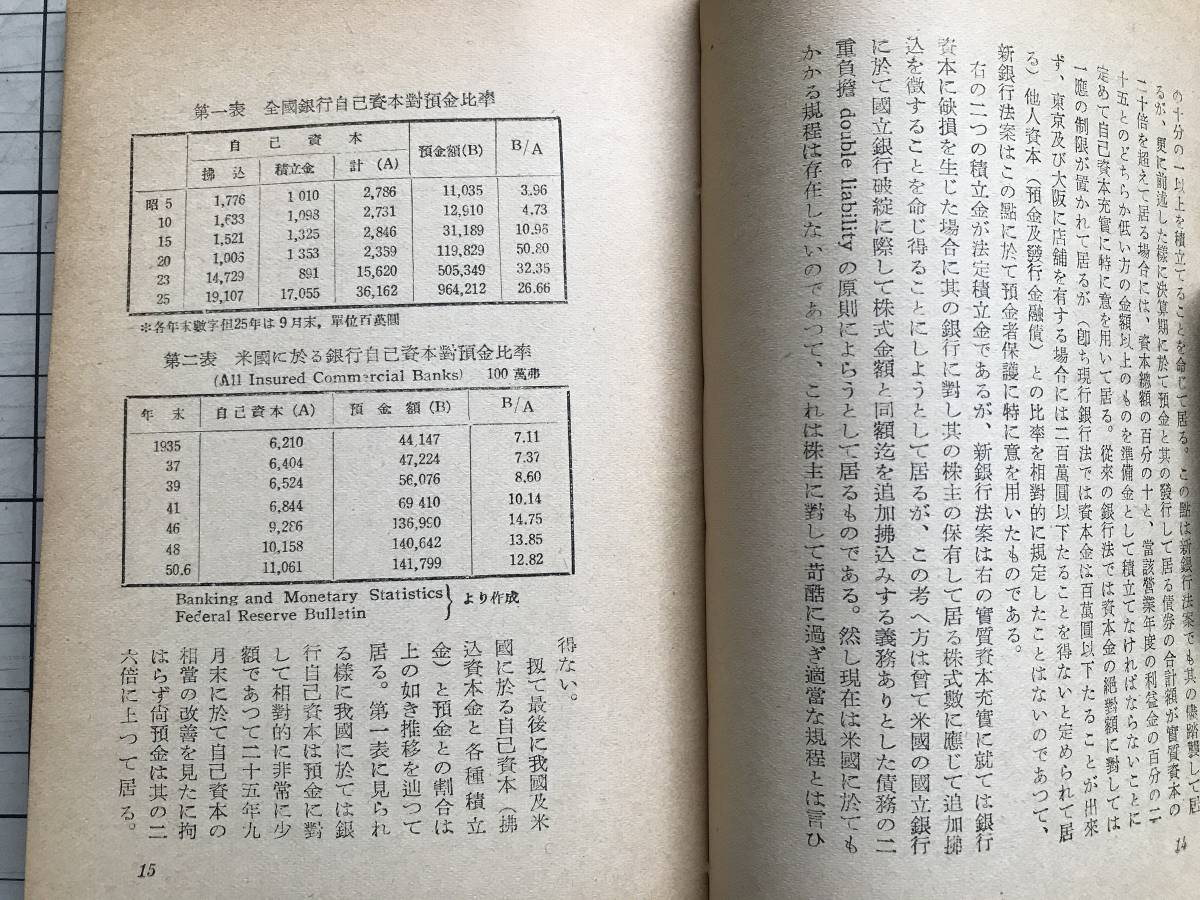 の十分の一以上を積立てることを命じて居る。この點は新銀行法案でも其の儘踏襲して居
るが、更に前述した様に決算期に於て預金と其の發行して居る債券の合計額が實質資本の
二十倍を超えて居る場合には、資本總額の百分の十と、當該營業年度の利益金の百分の二
十五とのどちらか低い方の金額以上のものを準備金として積立てなければならないことに
定めて自己資本充實に特に意を用いて居る。從來の銀行法では資本金の絶對額に對しては
一應の制限が置かれて居るが（卽ち現行銀行法では資本金は百萬圓以下たることが出來
ず、東京及び大阪に店舗を有する場合には二百萬圓以下たることを得ないと定められて居
る）他人資本（預金及發行金融債）との比率を相對的に規定したことはないのであつて、
新銀行法案はこの點に於て預金者保護に特に意を用いたものである。
右の二つの積立金が法定積立金であるが、新銀行法案は右の實質資本充實に就ては銀行
資本に缺損を生じた場合に其の銀行に對し其の株主の保有して居る株式數に應じて追加拂
込を徴することを命じ得ることにしようとして居るが、この考へ方は曾て米國の國立銀行
に於て國立銀行破綻に際して株式金額と同額迄を追加拂込みする義務ありとした債務の二
重負擔 double liability の原則によらうとして居るものである。然し現在は米國に於ても
かかる規程は存在しないのであつて、これは株主に對して苛酷に過ぎ適當な規程とは言ひ
14
第一表 全國銀行自己資本對預金比率
自己資本 預金額(B) B/A
拂込 積立金 計(A)
昭5 1,776 1 010 2,786 11,035 3.96
10 1,633 1,098 2,731 12,910 4.73
15 1,521 1,325 2,846 31,189 10.96
20 1,006 1 353 2,359 119,829 50.80
23 14,729 891 15,620 505,349 32.35
25 19,107 17,055 36,162 964,212 26.66
＊各年末數字但25年は9月末，單位百萬圓
第二表 米國に於る銀行自己資本對預金比率
(All Insured Commercial Banks) 100萬弗
年末 自己資本(A) 預金額(B) B/A
1935 6,210 44,147 7.11
37 6,404 47,224 7.37
39 6,524 56,076 8.60
41 6,844 69 410 10.14
46 9,286 136,990 14.75
48 10,158 140,642 13.85
50.6 11,061 141,799 12.82
Banking and Monetary Statistics
Federal Reserve Bulletin
より作成
得ない。
扨て最後に我國及米
國に於る自己資本（拂
込資本金と各種積立
金）と預金との割合は
上の如き推移を辿つて
居る。第一表に見られ
る様に我國に於ては銀
行自己資本は預金に對
して相對的に非常に少
額であつて二十五年九
月末に於て自己資本の
相當の改善を見たに拘
はらず尙預金は其の二
六倍に上つて居る。
15